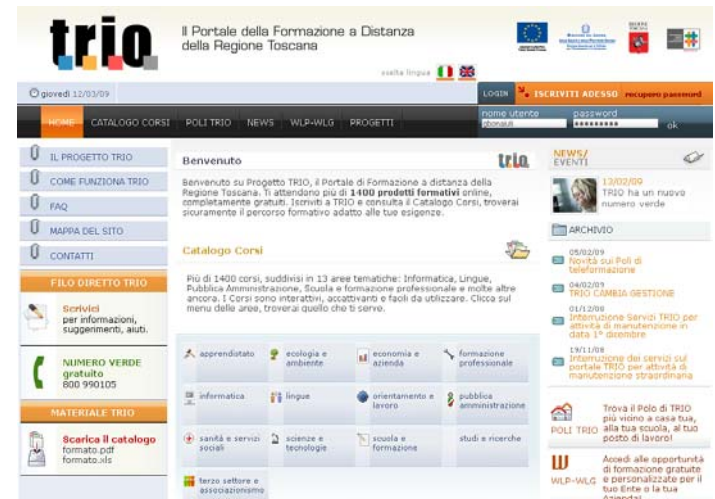 trio
Il Portale della Formazione a Distanza
della Regione Toscana
REGIONE
TOSCANA
scelta lingua
giovedì 12/03/09
LOGIN
ISCRIVITI ADESSO
recupero password
HOME
CATALOGO CORSI
POLI TRIO
NEWS
WLP-WLG
PROGETTI
nome utente
password
gbonaiuti
ok
IL PROGETTO TRIO
COME FUNZIONA TRIO
FAQ
MAPPA DEL SITO
CONTATTI
FILO DIRETTO TRIO
Scrivici
per informazioni,
suggerimenti, aiuti.
NUMERO VERDE
gratuito
800 990105
MATERIALE TRIO
Scarica il catalogo
formato.pdf
formato.xls
Benvenuto
trio
Benvenuto su Progetto TRIO, il Portale di Formazione a distanza della
Regione Toscana. Ti attendono più di 1400 prodotti formativi online,
completamente gratuiti. Iscriviti a TRIO e consulta il Catalogo Corsi, troverai
sicuramente il percorso formativo adatto alle tue esigenze.
Catalogo Corsi
Più di 1400 corsi, suddivisi in 13 aree tematiche: Informatica, Lingue,
Pubblica Amministrazione, Scuola e formazione professionale e molte altre
ancora. I Corsi sono interattivi, accattivanti e facili da utilizzare. Clicca sul
menu delle aree, troverai quello che ti serve.
apprendistato
ecologia e
ambiente
economia e
azienda
formazione
professionale
informatica
lingue
orientamento e
lavoro
pubblica
amministrazione
sanità e servizi
sociali
scienze e
tecnologie
scuola e
formazione
studi e ricerche
terzo settore e
associazionismo
NEWS/
EVENTI
13/02/09
TRIO ha un nuovo
numero verde
ARCHIVIO
05/02/09
Novità sui Poli di
teleformazione
04/02/09
TRIO CAMBIA GESTIONE
01/12/08
Interruzione Servizi TRIO per
attività di manutenzione in
data 1° dicembre
19/11/08
Interruzione dei servizi sul
portale TRIO per attività di
manutenzione straordinaria
POLI TRIO
Trova il Polo di TRIO
più vicino a casa tua,
alla tua scuola, al tuo
posto di lavoro!
WLP-WLG
Accedi alle opportunità
di formazione gratuite
e personalizzate per il
tuo Ente o la tua
Azienda!